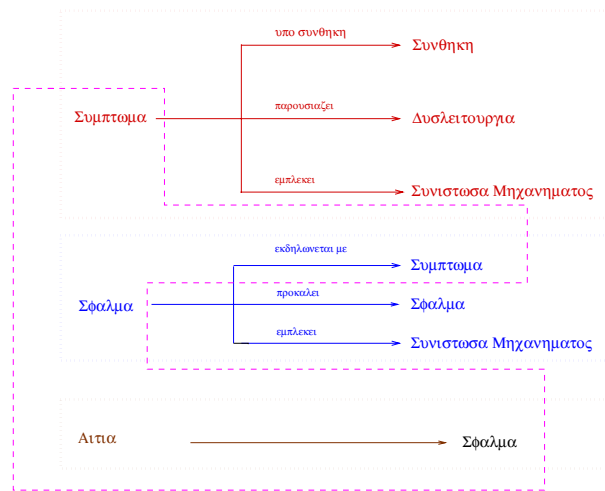 υπο συνθηκη
Συνθηκη
παρουσιαζει
Συμπτωμα
Δυσλειτουργια
εμπλεκει
Συνιστωσα Μηχανηματος
εκδηλωνεται με
Συμπτωμα
προκαλει
Σφαλμα
Σφαλμα
εμπλεκει
Συνιστωσα Μηχανηματος
Αιτια
Σφαλμα